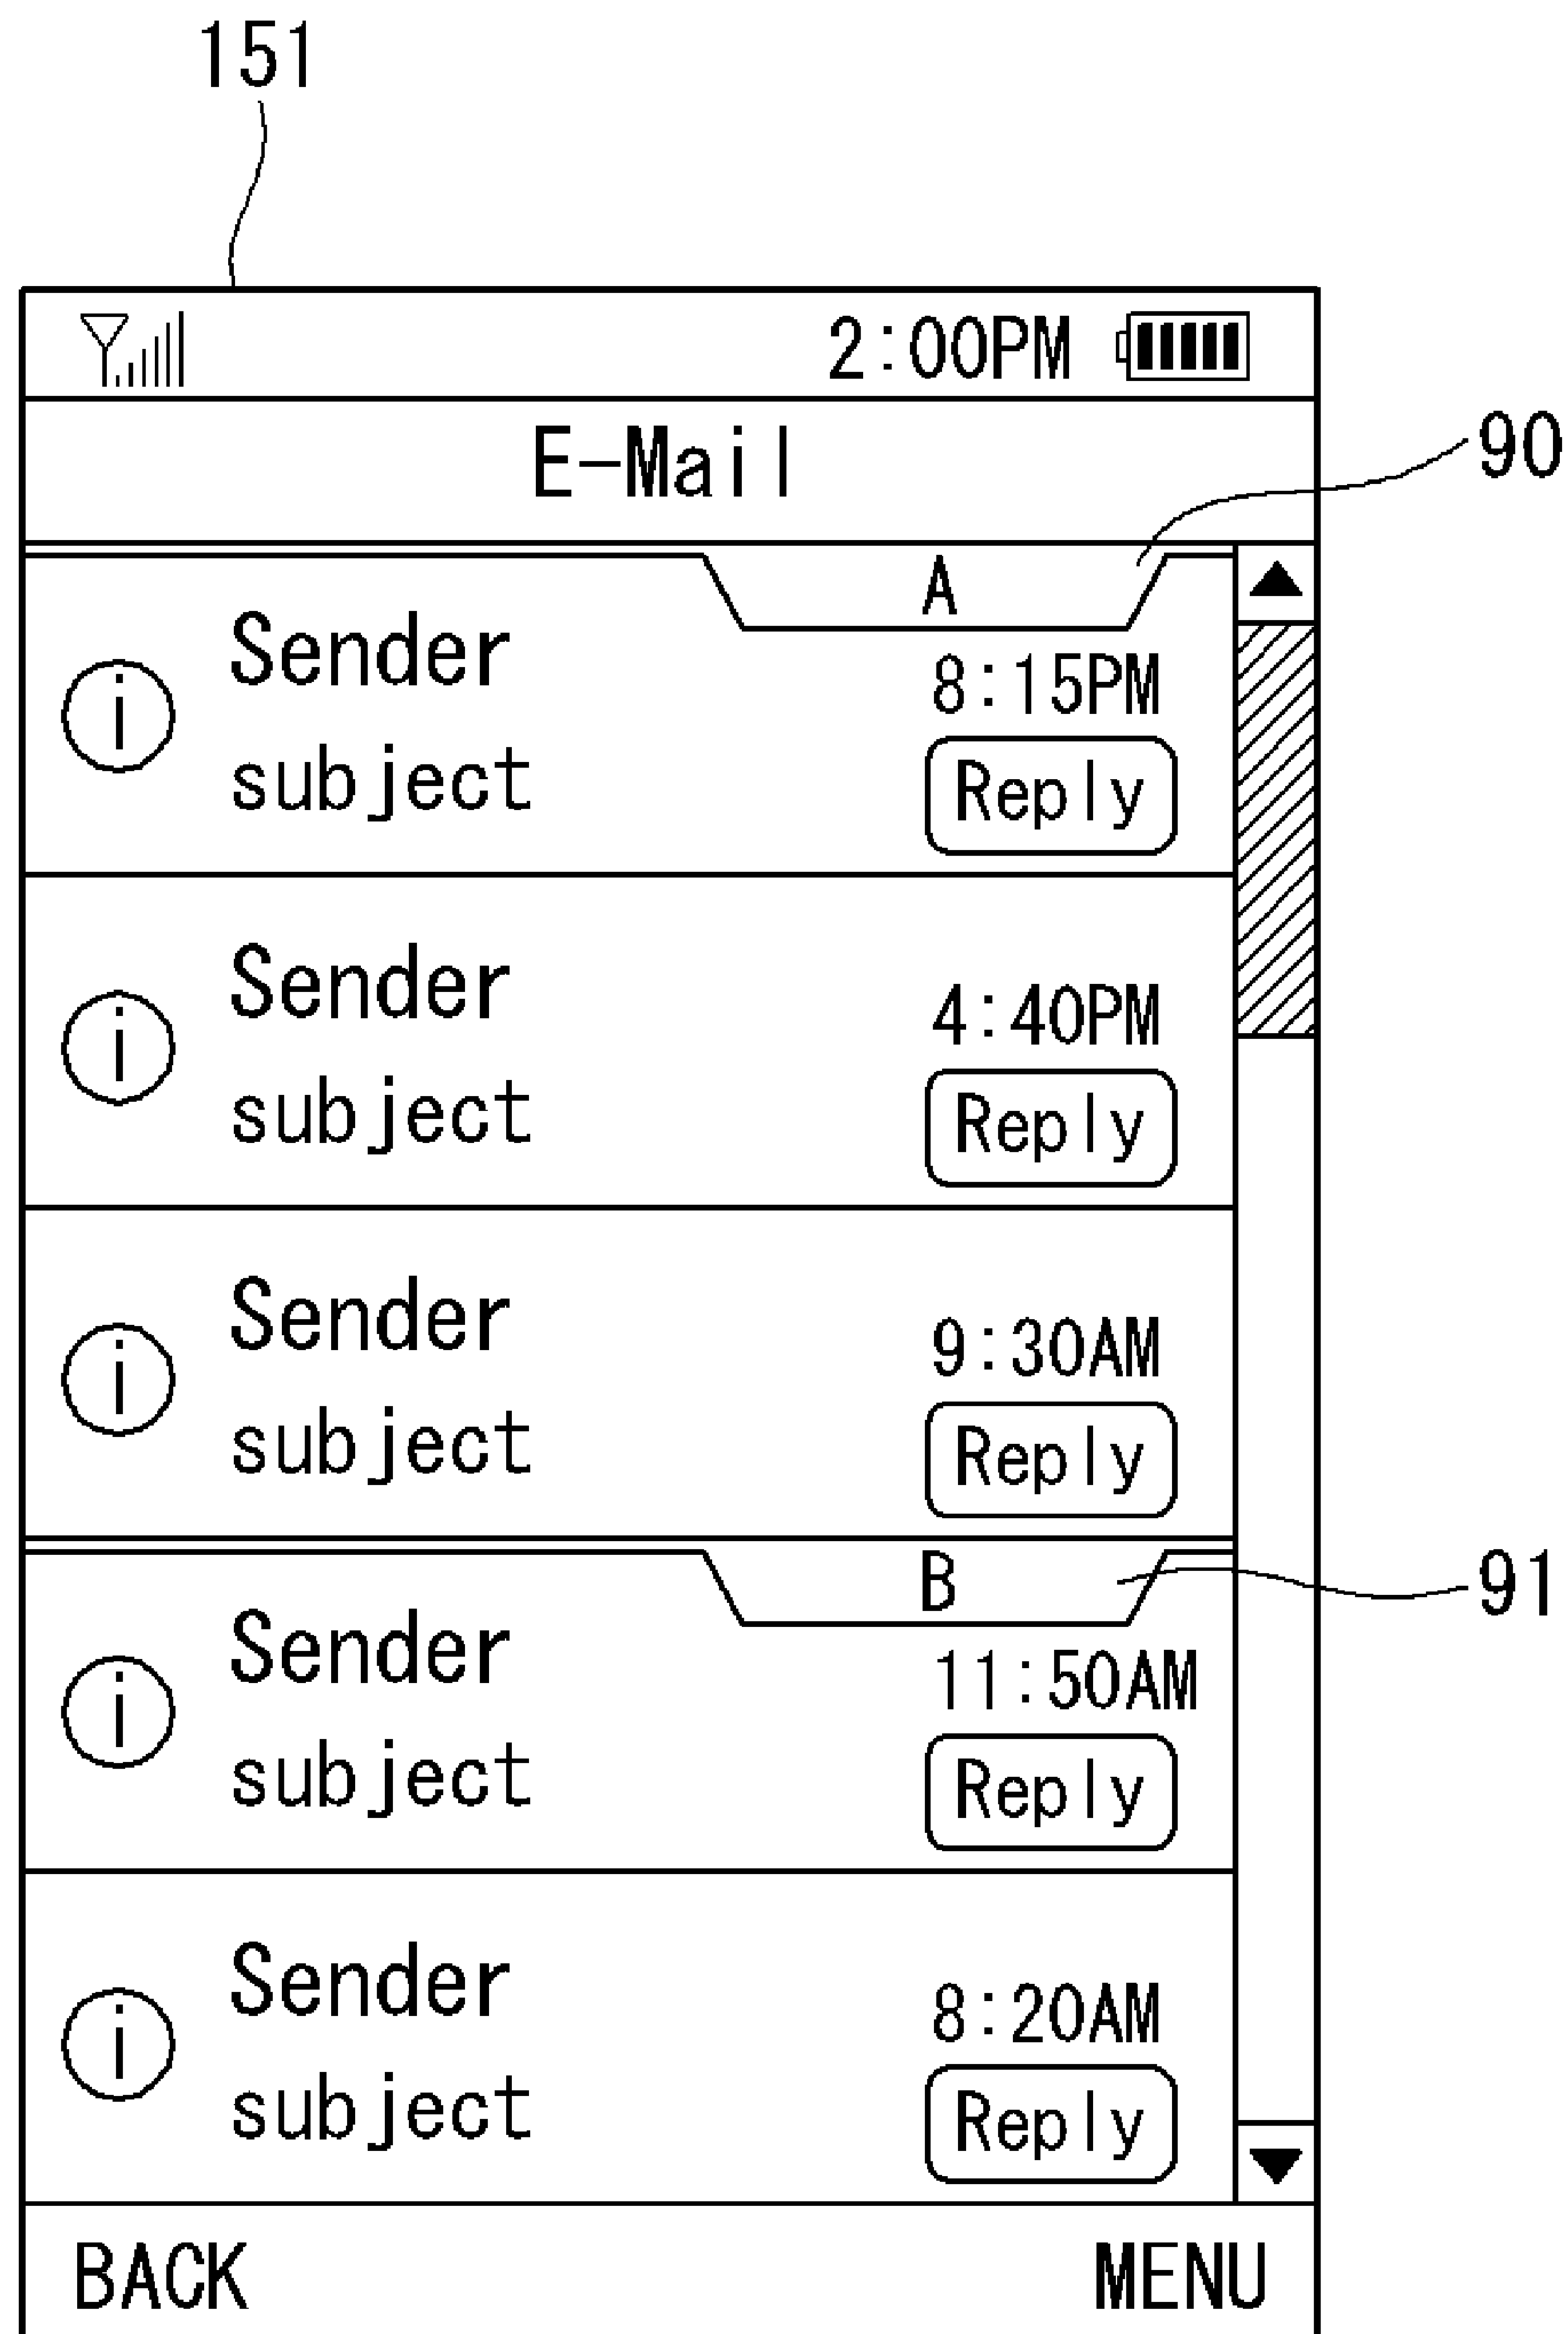 151
2:00PM
E-Mail
90
A
Sender
8:15PM
subject
Reply
Sender
4:40PM
subject
Reply
Sender
9:30AM
subject
Reply
B
91
Sender
11:50AM
subject
Reply
Sender
8:20AM
subject
Reply
BACK MENU